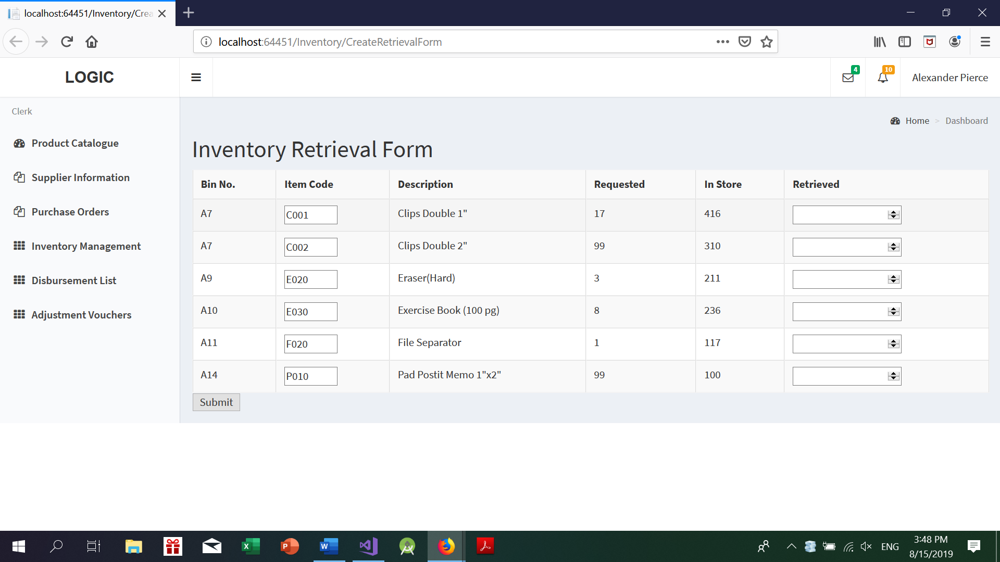 localhost:64451/Inventory/Crea
localhost:64451/Inventory/CreateRetrievalForm
LOGIC
4
10
Alexander Pierce
Clerk
Home > Dashboard
Product Catalogue
Supplier Information
Purchase Orders
Inventory Management
Disbursement List
Adjustment Vouchers
Inventory Retrieval Form
Bin No. Item Code Description Requested In Store Retrieved
A7 C001 Clips Double 1" 17 416
A7 C002 Clips Double 2" 99 310
A9 E020 Eraser(Hard) 3 211
A10 E030 Exercise Book (100 pg) 8 236
A11 F020 File Separator 1 117
A14 P010 Pad Postit Memo 1"x2" 99 100
Submit
ENG
3:48 PM
8/15/2019